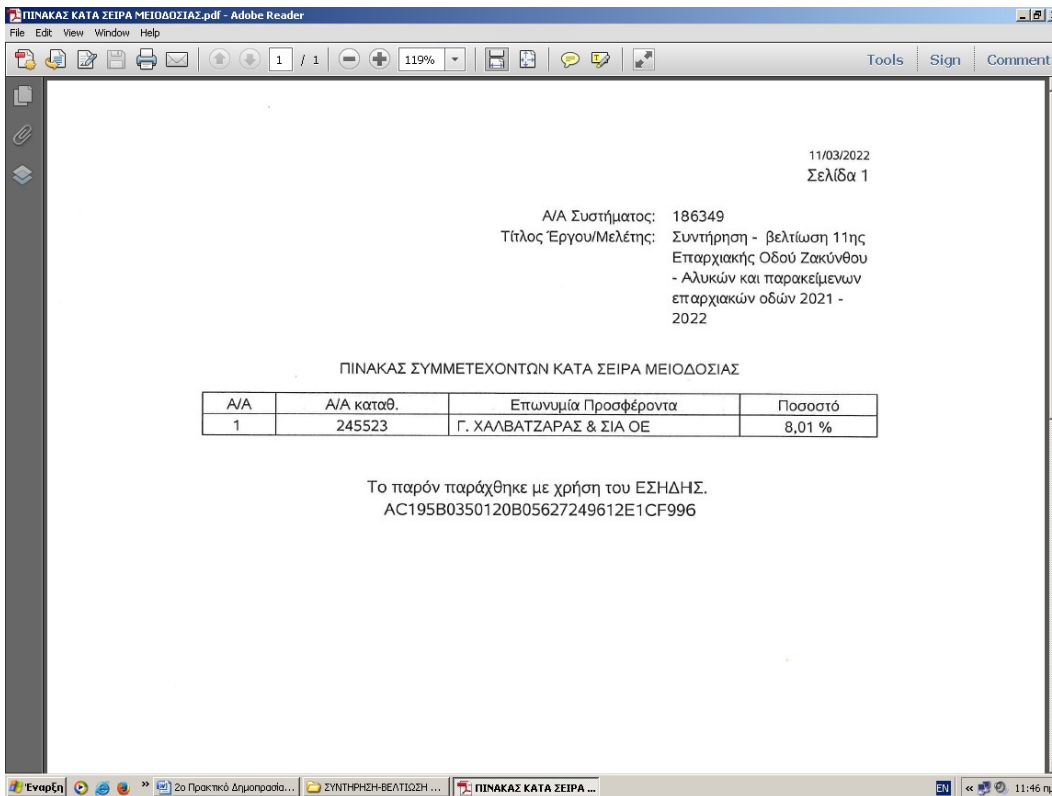 ΠΙΝΑΚΑΣ ΚΑΤΑ ΣΕΙΡΑ ΜΕΙΟΔΟΣΙΑΣ.pdf - Adobe Reader
File Edit View Window Help
1 / 1 119% Tools Sign Comment
11/03/2022
Σελίδα 1
Α/Α Συστήματος: 186349
Τίτλος Έργου/Μελέτης: Συντήρηση - βελτίωση 11ης
Επαρχιακής Οδού Ζακύνθου
- Αλυκών και παρακείμενων
επαρχιακών οδών 2021 -
2022
ΠΙΝΑΚΑΣ ΣΥΜΜΕΤΕΧΟΝΤΩΝ ΚΑΤΑ ΣΕΙΡΑ ΜΕΙΟΔΟΣΙΑΣ
Α/Α Α/Α καταθ. Επωνυμία Προσφέροντα Ποσοστό
1 245523 Γ. ΧΑΛΒΑΤΖΑΡΑΣ & ΣΙΑ ΟΕ 8,01 %
Το παρόν παράχθηκε με χρήση του ΕΣΗΔΗΣ.
AC195B0350120B05627249612E1CF996
Έναρξη » 2ο Πρακτικό Δημοπρασία... ΣΥΝΤΗΡΗΣΗ-ΒΕΛΤΙΩΣΗ ... ΠΙΝΑΚΑΣ ΚΑΤΑ ΣΕΙΡΑ ... EN « 11:46